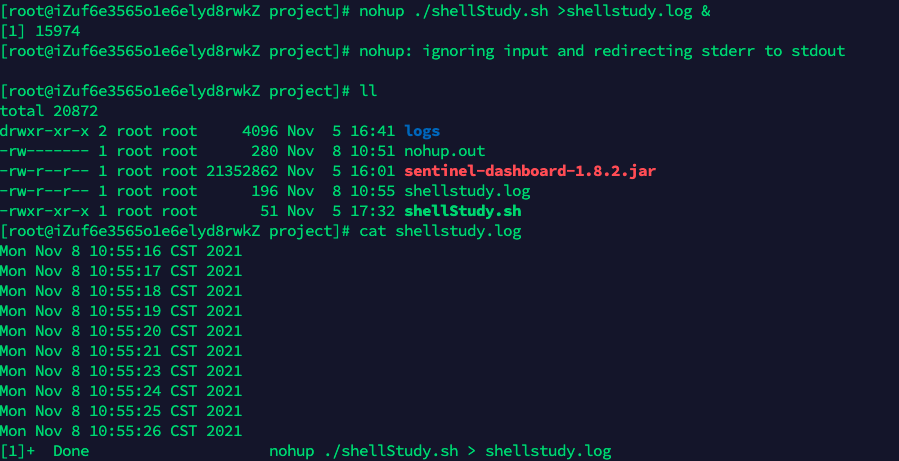 [root@iZuf6e3565o1e6elyd8rwkZ project]# nohup ./shellStudy.sh >shellstudy.log &
[1] 15974
[root@iZuf6e3565o1e6elyd8rwkZ project]# nohup: ignoring input and redirecting stderr to stdout
[root@iZuf6e3565o1e6elyd8rwkZ project]# ll
total 20872
drwxr-xr-x 2 root root     4096 Nov  5 16:41 logs
-rw------- 1 root root      280 Nov  8 10:51 nohup.out
-rw-r--r-- 1 root root 21352862 Nov  5 16:01 sentinel-dashboard-1.8.2.jar
-rw-r--r-- 1 root root      196 Nov  8 10:55 shellstudy.log
-rwxr-xr-x 1 root root       51 Nov  5 17:32 shellStudy.sh
[root@iZuf6e3565o1e6elyd8rwkZ project]# cat shellstudy.log
Mon Nov 8 10:55:16 CST 2021
Mon Nov 8 10:55:17 CST 2021
Mon Nov 8 10:55:18 CST 2021
Mon Nov 8 10:55:19 CST 2021
Mon Nov 8 10:55:20 CST 2021
Mon Nov 8 10:55:21 CST 2021
Mon Nov 8 10:55:23 CST 2021
Mon Nov 8 10:55:24 CST 2021
Mon Nov 8 10:55:25 CST 2021
Mon Nov 8 10:55:26 CST 2021
[1]+  Done                    nohup ./shellStudy.sh > shellstudy.log